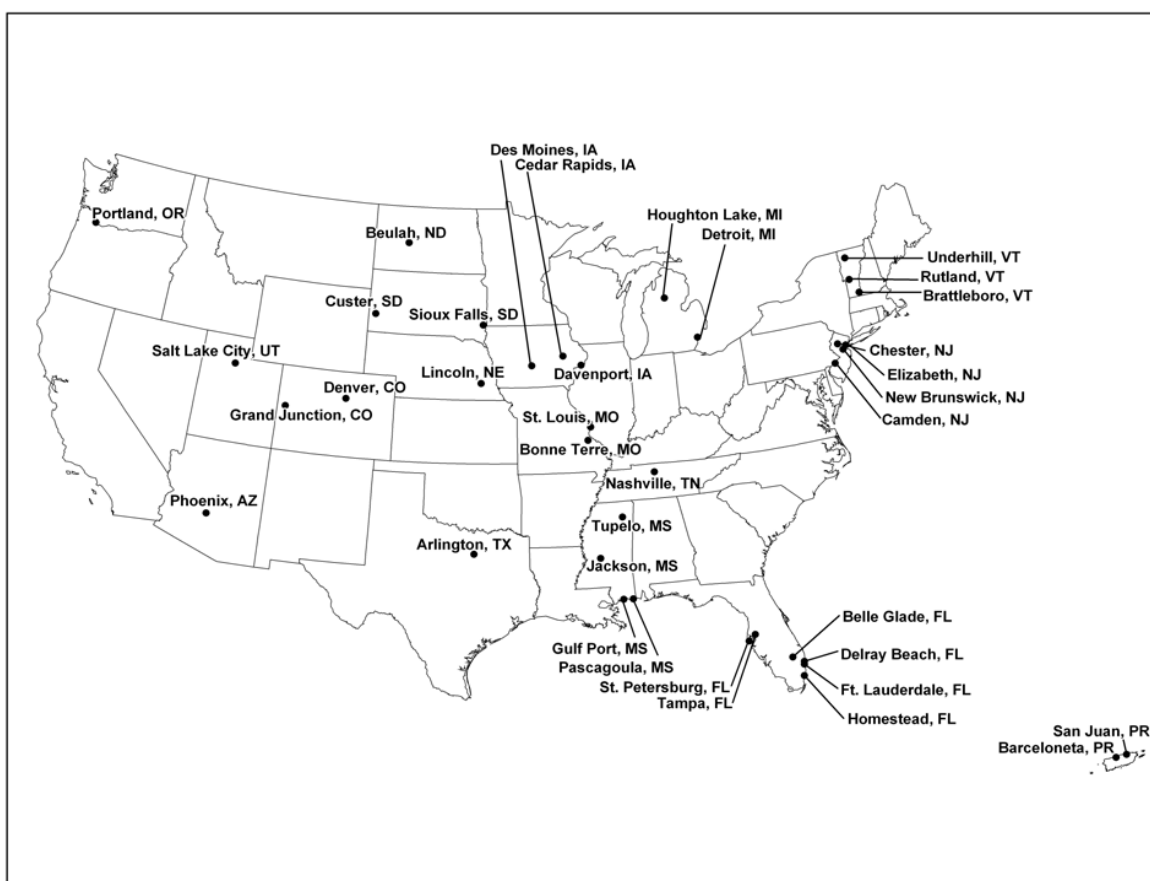 Des Moines, IA
Cedar Rapids, IA
Portland, OR
Houghton Lake, MI
Beulah, ND
Detroit, MI
Underhill, VT
Rutland, VT
Brattleboro, VT
Custer, SD
Sioux Falls, SD
Salt Lake City, UT
Chester, NJ
Lincoln, NE
Davenport, IA
Elizabeth, NJ
Denver, CO
New Brunswick, NJ
Grand Junction, CO
St. Louis, MO
Camden, NJ
Bonne Terre, MO
Nashville, TN
Phoenix, AZ
Tupelo, MS
Arlington, TX
Jackson, MS
Belle Glade, FL
Gulf Port, MS
Delray Beach, FL
Pascagoula, MS
St. Petersburg, FL
Ft. Lauderdale, FL
Tampa, FL
Homestead, FL
San Juan, PR
Barceloneta, PR